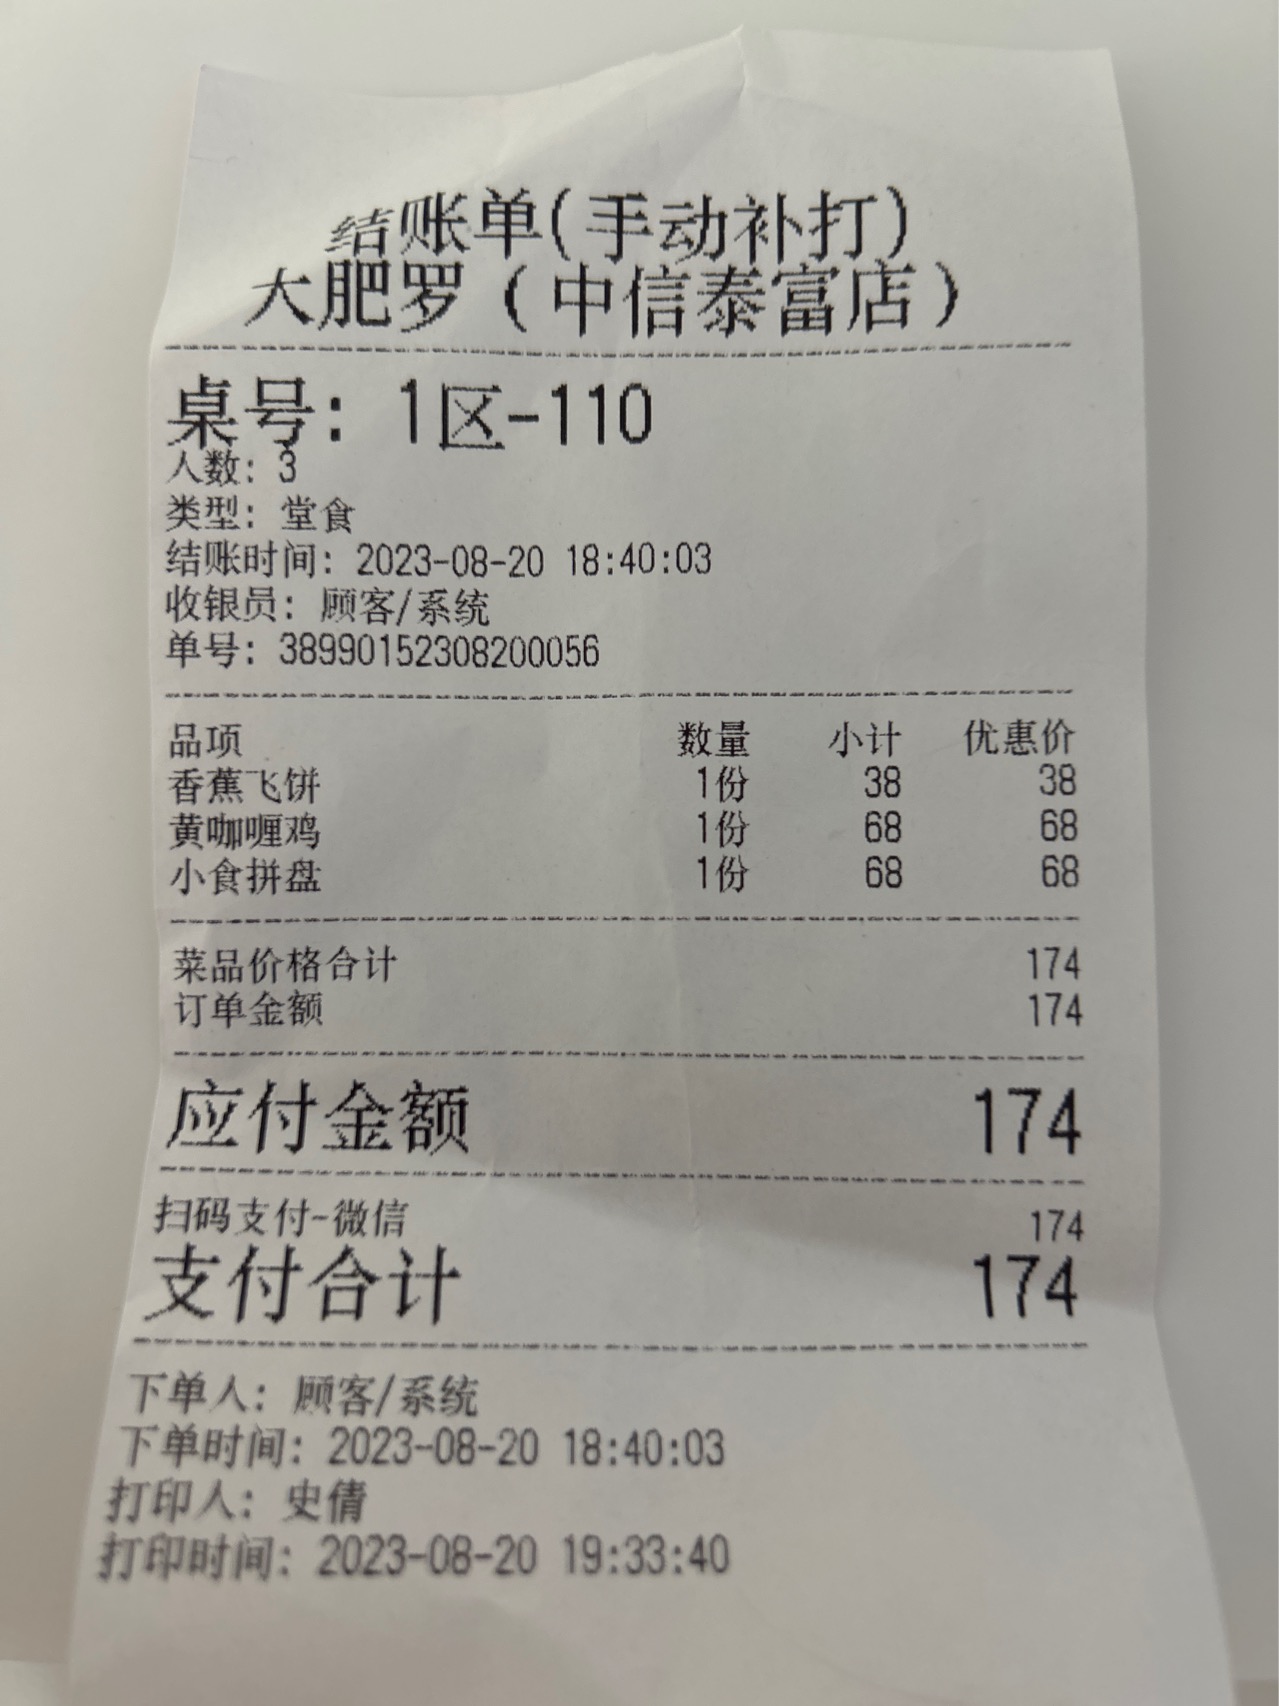 结账单(手动补打)
大肥罗（中信泰富店）
桌号: 1区-110
人数: 3
类型: 堂食
结账时间: 2023-08-20 18:40:03
收银员: 顾客/系统
单号: 38990152308200056
品项 数量 小计 优惠价
香蕉飞饼 1份 38 38
黄咖喱鸡 1份 68 68
小食拼盘 1份 68 68
菜品价格合计 174
订单金额 174
应付金额 174
扫码支付-微信 174
支付合计 174
下单人: 顾客/系统
下单时间: 2023-08-20 18:40:03
打印人: 史倩
打印时间: 2023-08-20 19:33:40